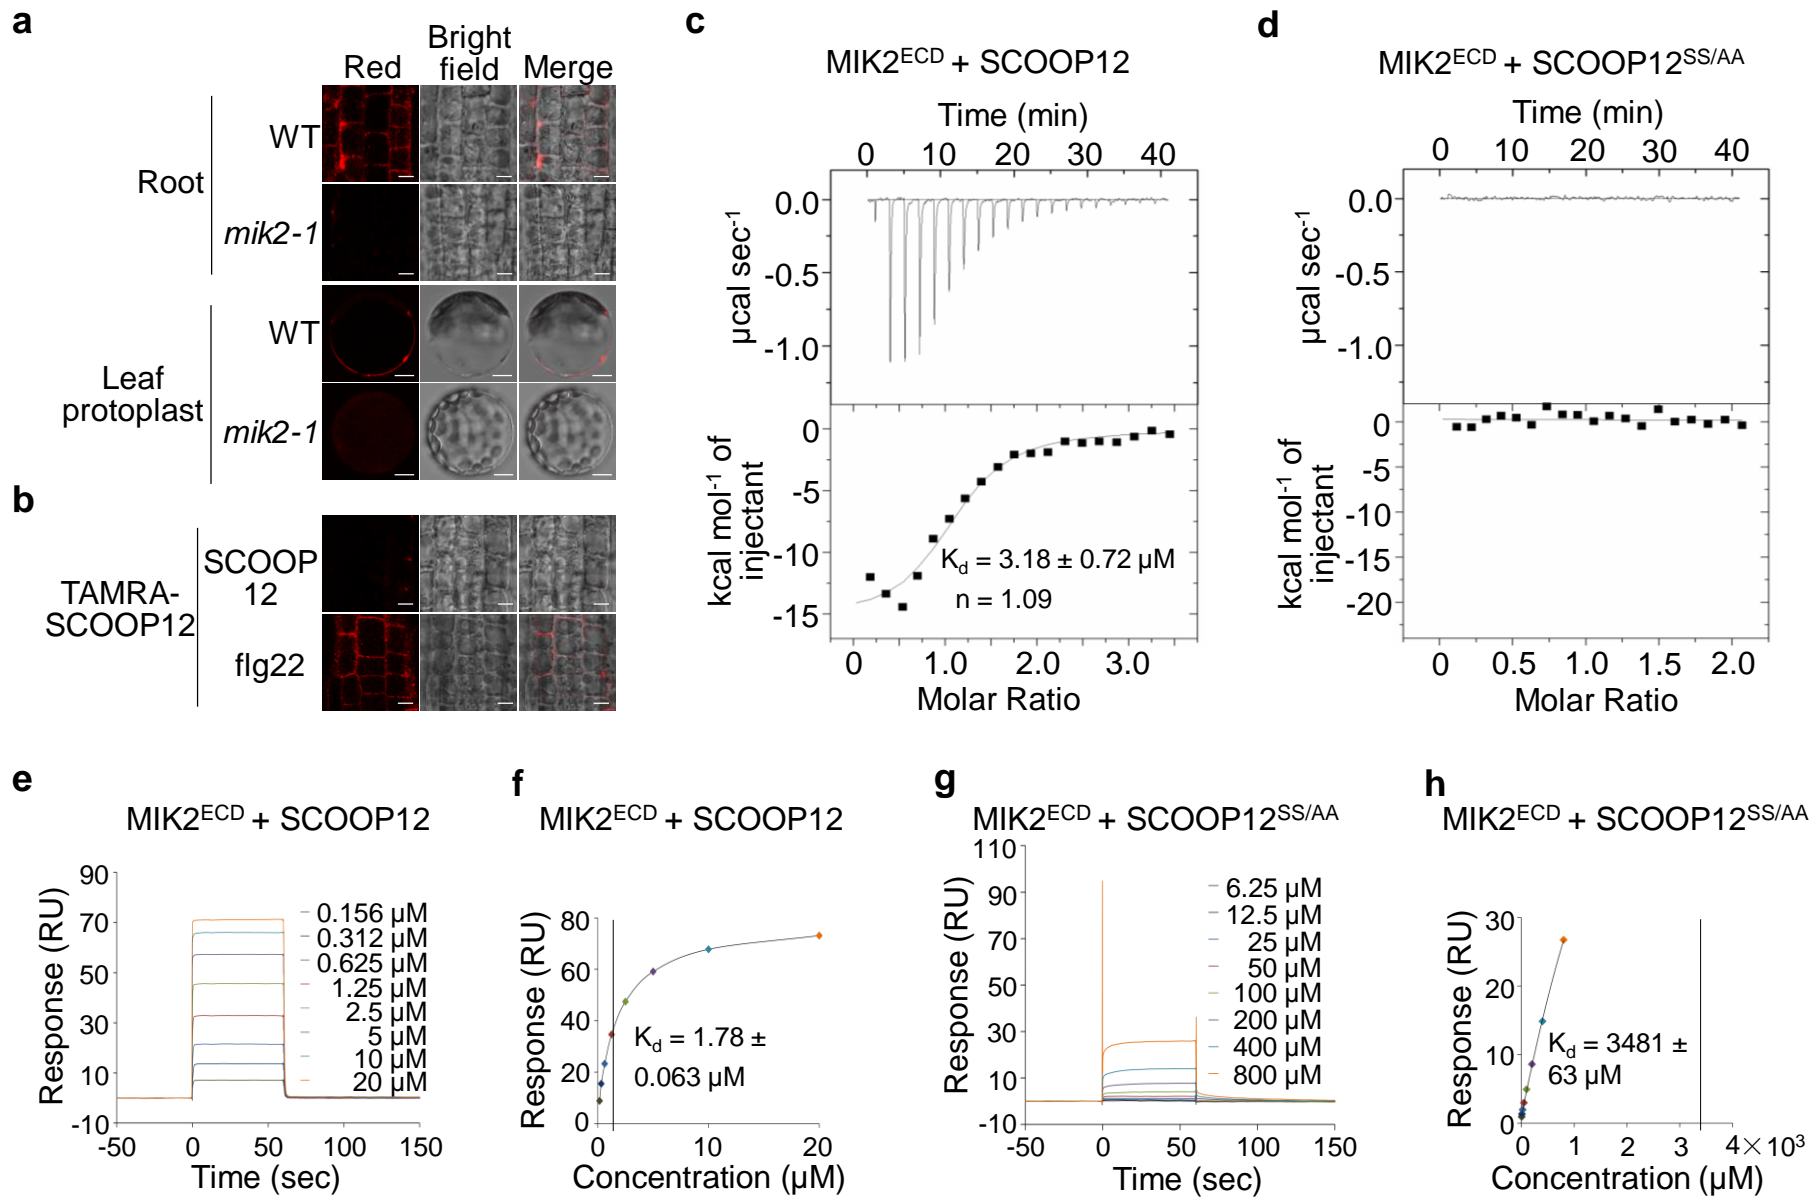 a
Red
Bright
field
Merge
Root
WT
mik2-1
Leaf
protoplast
WT
mik2-1
b
TAMRA-
SCOOP12
SCOOP
12
flg22
c
MIK2ECD + SCOOP12
Time (min)
0 10 20 30 40
µcal sec-1
0.0
-0.5
-1.0
kcal mol-1 of
injectant
0
-5
-10
-15
Kd = 3.18 ± 0.72 µM
n = 1.09
0 1.0 2.0 3.0
Molar Ratio
d
MIK2ECD + SCOOP12SS/AA
Time (min)
0 10 20 30 40
µcal sec-1
0.0
-0.5
-1.0
kcal mol-1 of
injectant
0
-5
-10
-15
-20
0 0.5 1.0 1.5 2.0
Molar Ratio
e
MIK2ECD + SCOOP12
Response (RU)
90
70
50
30
10
-10
0.156 µM
0.312 µM
0.625 µM
1.25 µM
2.5 µM
5 µM
10 µM
20 µM
-50 0 50 100 150
Time (sec)
f
MIK2ECD + SCOOP12
Response (RU)
80
60
40
20
0
Kd = 1.78 ±
0.063 µM
0 10 20
Concentration (µM)
g
MIK2ECD + SCOOP12SS/AA
Response (RU)
110
90
70
50
30
10
-10
6.25 µM
12.5 µM
25 µM
50 µM
100 µM
200 µM
400 µM
800 µM
-50 0 50 100 150
Time (sec)
h
MIK2ECD + SCOOP12SS/AA
Response (RU)
30
20
10
0
Kd = 3481 ±
63 µM
0 1 2 3 4×10³
Concentration (µM)